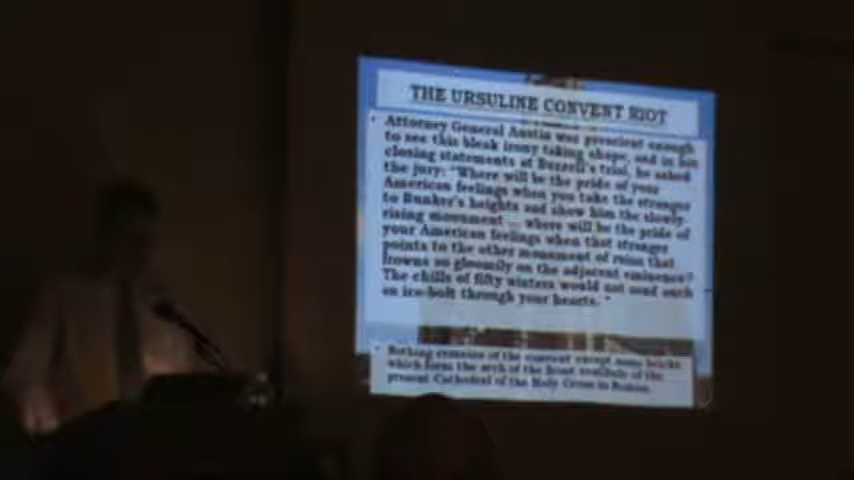 THE URSULINE CONVENT RIOT
• Attorney General Austin was prescient enough
to see this bleak irony taking shape, and in his
closing statements at Buzzell's trial, he asked
the jury: "Where will be the pride of your
American feelings when you take the stranger
to Bunker's heights and show him the slowly-
rising monument ... where will be the pride of
your American feelings when that stranger
points to the other monument of ruins that
frowns so gloomily on the adjacent eminence?
The chills of fifty winters would not send such
an ice-bolt through your hearts. "
• Nothing remains of the convent except some bricks
which form the arch of the front vestibule of the
present Cathedral of the Holy Cross in Boston.